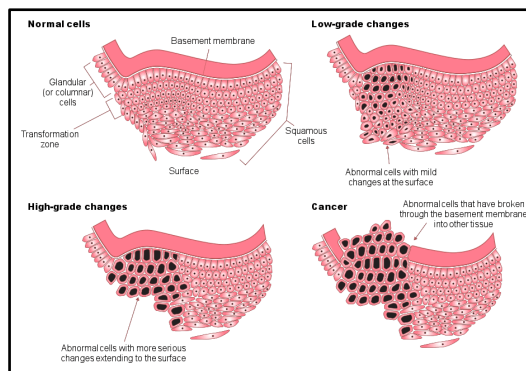 Normal cells
Basement membrane
Glandular
(or columnar)
cells
Transformation
zone
Squamous
cells
Surface
Low-grade changes
Abnormal cells with mild
changes at the surface
High-grade changes
Abnormal cells with more serious
changes extending to the surface
Cancer
Abnormal cells that have broken
through the basement membrane
into other tissue